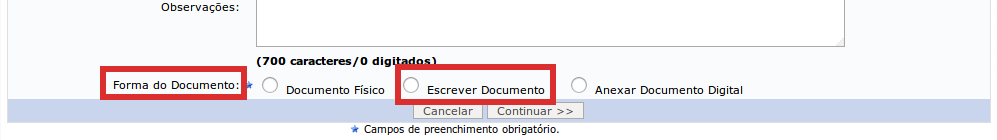 Observações:
(700 caracteres/0 digitados)
Forma do Documento: Documento Físico Escrever Documento Anexar Documento Digital
Cancelar Continuar >>
Campos de preenchimento obrigatório.